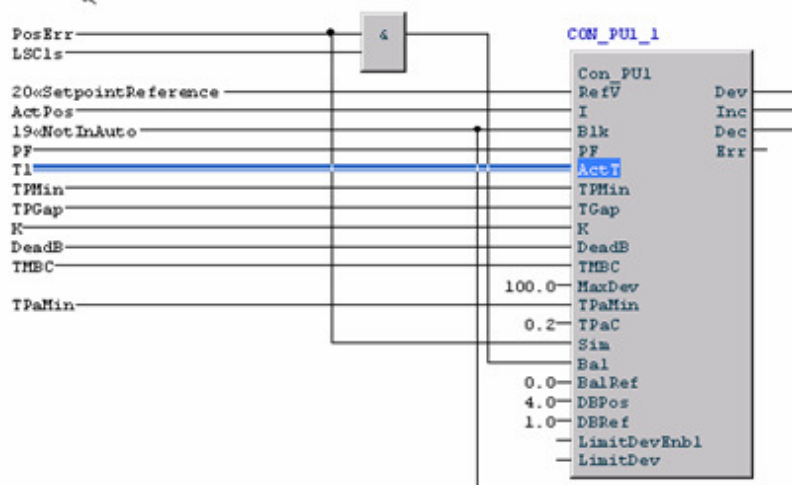 PosErr & CON_PU1_1
LSCls
Con_PU1
20«SetpointReference RefV Dev
ActPos I Inc
19«NotInAuto Blk Dec
PF PF Err
T1 ActT
TPMin TPMin
TPGap TGap
K K
DeadB DeadB
TMBC TMBC
100.0 MaxDev
TPaMin TPaMin
0.2 TPaC
Sim
Bal
0.0 BalRef
4.0 DBPos
1.0 DBRef
LimitDevEnbl
LimitDev